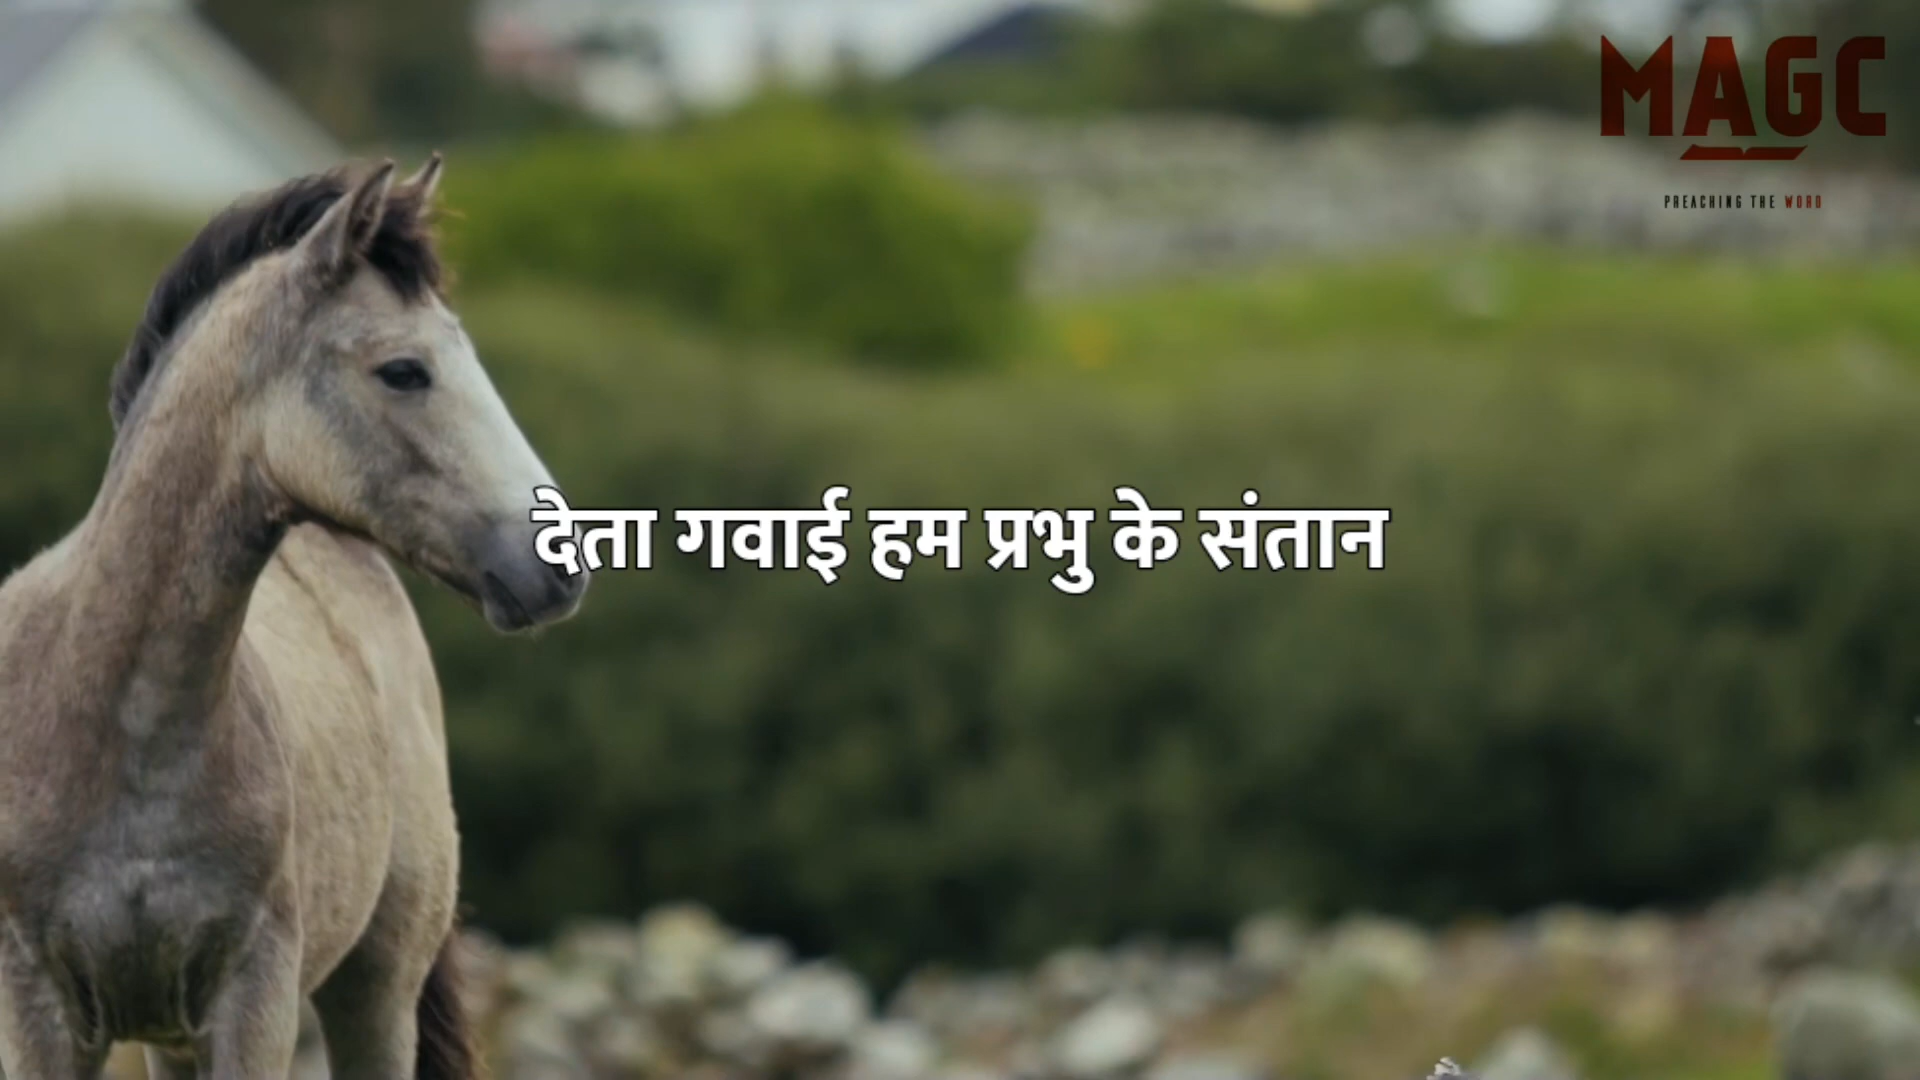 MAGC
PREACHING THE WORD
देता गवाई हम प्रभु के संतान